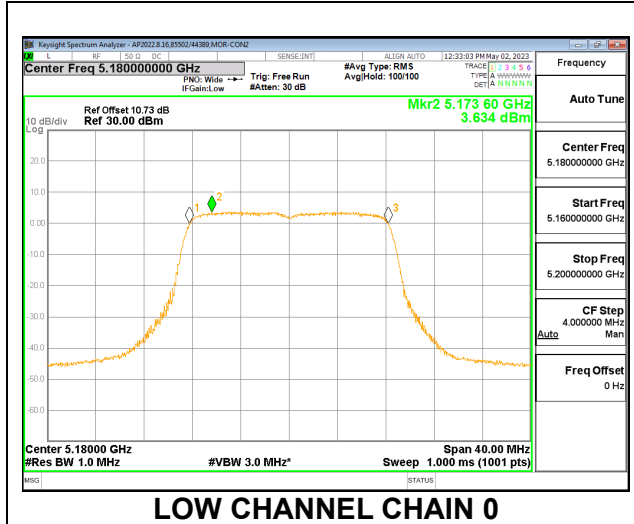 Keysight Spectrum Analyzer - AP2022.8.16,85502/44389,MOR-CON2
L RF 50 Ω DC SENSE:INT ALIGN AUTO 12:33:03 PM May 02, 2023
Center Freq 5.180000000 GHz
PNO: Wide
IFGain:Low
Trig: Free Run
#Atten: 30 dB
#Avg Type: RMS
Avg|Hold: 100/100
TRACE 1 2 3 4 5 6
TYPE A WWWWW
DET A N N N N N
Mkr2 5.173 60 GHz
3.634 dBm
Ref Offset 10.73 dB
Ref 30.00 dBm
10 dB/div
Log
20.0
10.0
0.00
-10.0
-20.0
-30.0
-40.0
-50.0
-60.0
1
2
3
Center 5.18000 GHz
Span 40.00 MHz
#Res BW 1.0 MHz
#VBW 3.0 MHz*
Sweep 1.000 ms (1001 pts)
MSG
STATUS
Frequency
Auto Tune
Center Freq
5.180000000 GHz
Start Freq
5.160000000 GHz
Stop Freq
5.200000000 GHz
CF Step
4.000000 MHz
Auto Man
Freq Offset
0 Hz
LOW CHANNEL CHAIN 0